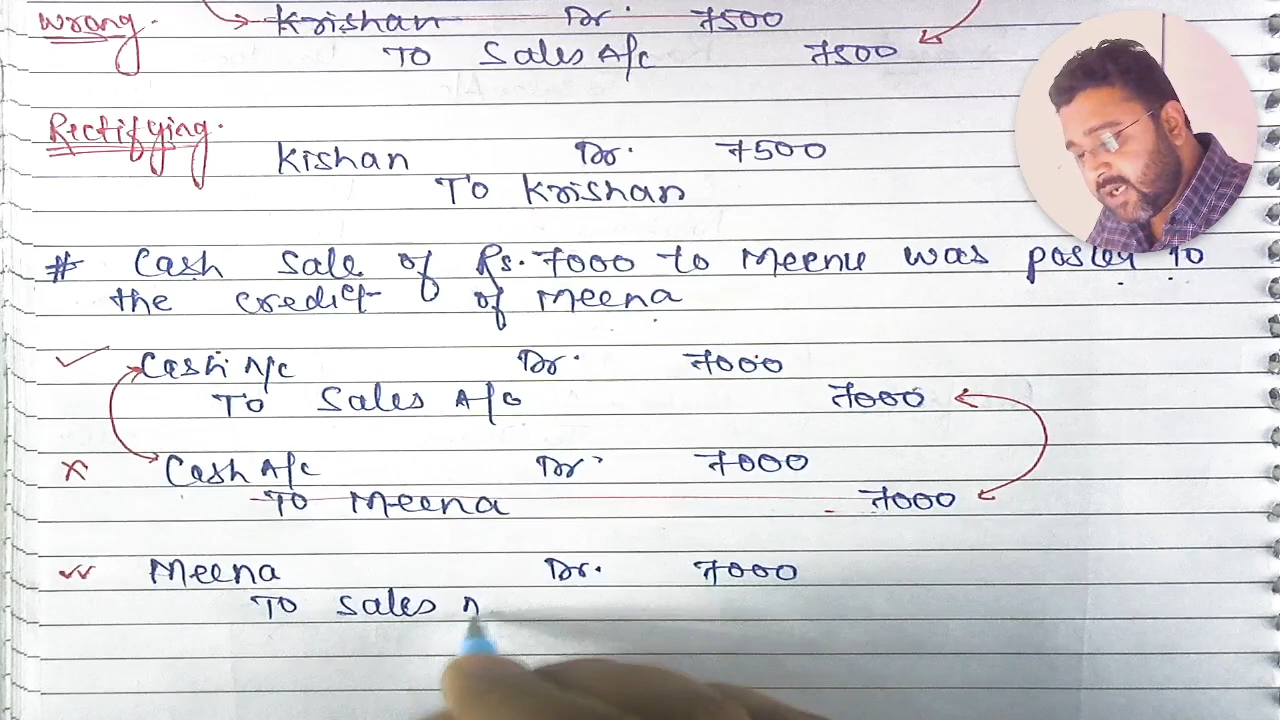 Wrong. Krishan Dr. 7500
To Sales A/c 7500
Rectifying.
Kishan Dr. 7500
To Krishan
# Cash Sale of Rs. 7000 to Meenu was posted to
the credit of Meena
✓ Cash A/c Dr. 7000
To Sales A/c 7000
× Cash A/c Dr. 7000
To Meena 7000
✓✓ Meena Dr. 7000
To Sales